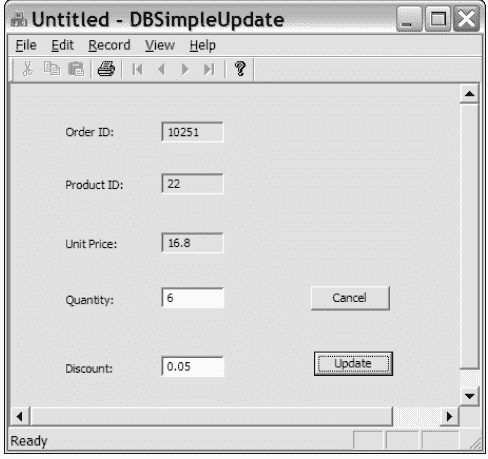 Untitled - DBSimpleUpdate
File Edit Record View Help
Order ID: 10251
Product ID: 22
Unit Price: 16.8
Quantity: 6 Cancel
Discount: 0.05 Update
Ready